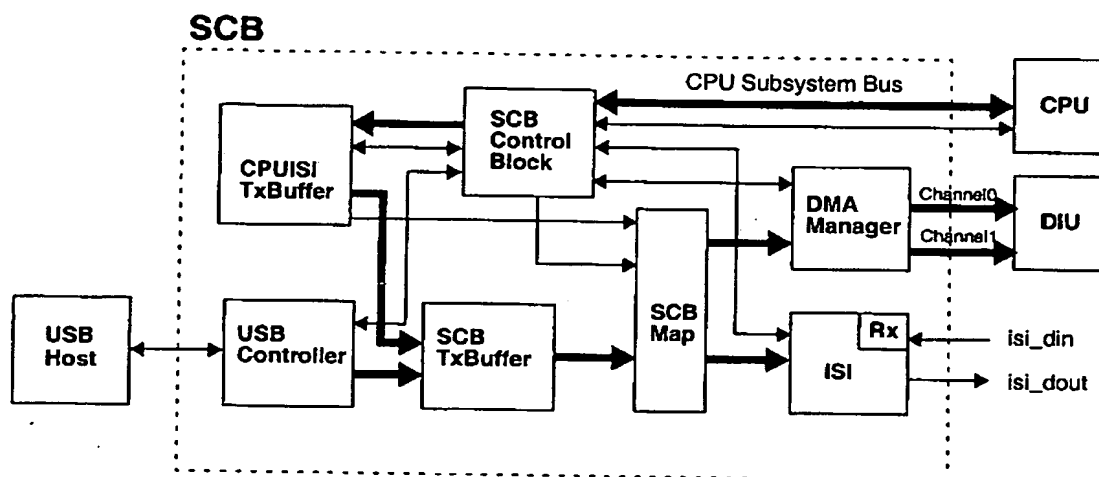 SCB
CPU Subsystem Bus
CPU
SCB
Control
Block
CPUISI
TxBuffer
DMA
Manager
Channel0
Channel1
DIU
USB
Host
USB
Controller
SCB
TxBuffer
SCB
Map
Rx
ISI
isi_din
isi_dout